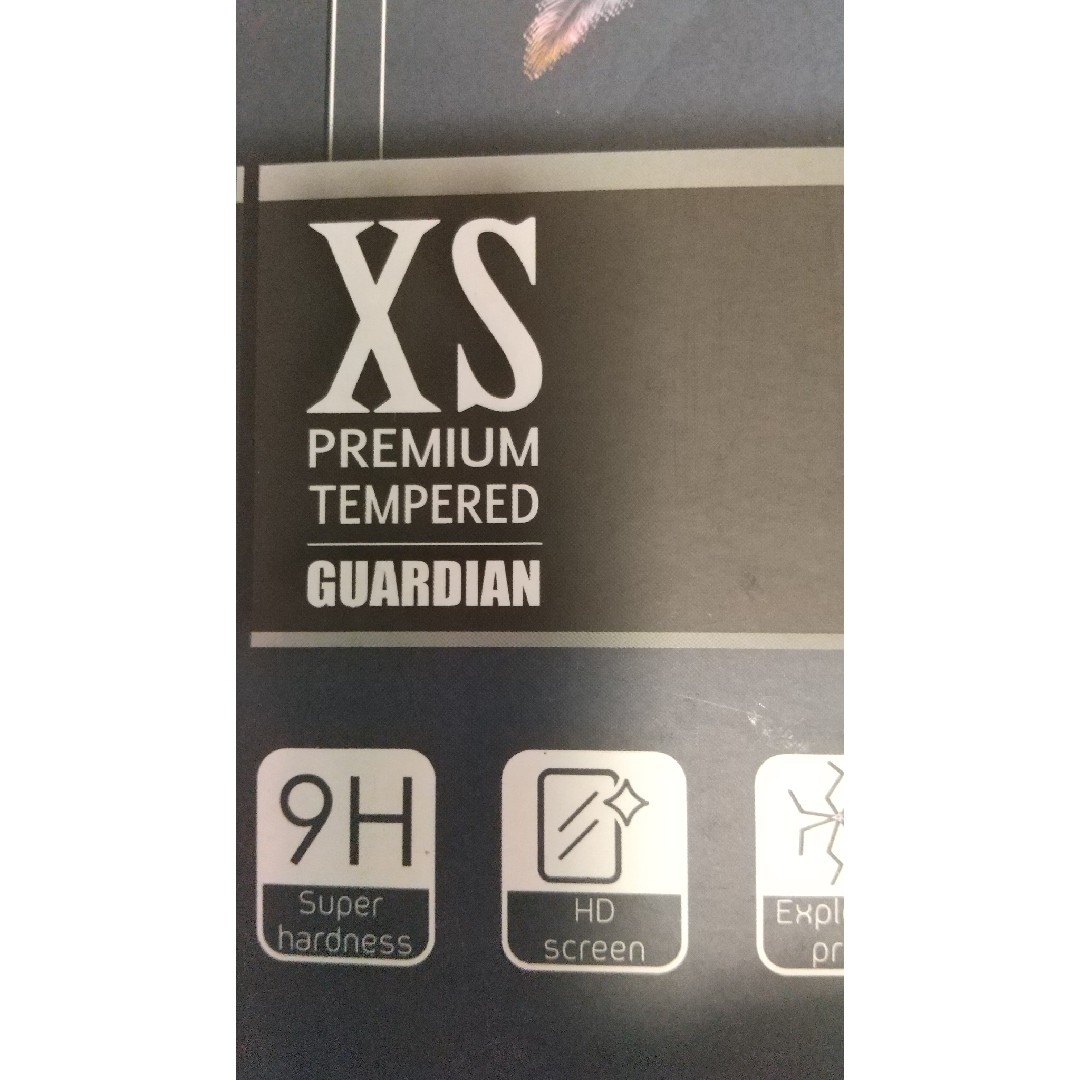 XS
PREMIUM
TEMPERED
GUARDIAN
9H
Super
hardness
HD
screen